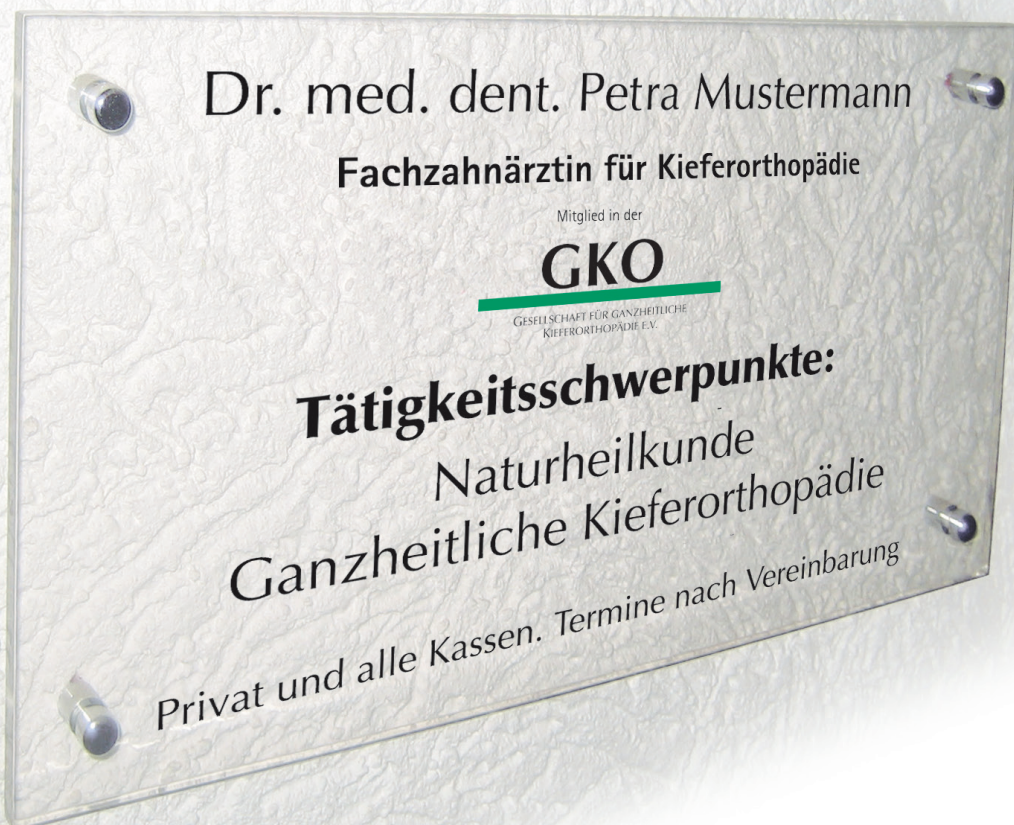 Dr. med. dent. Petra Mustermann
Fachzahnärztin für Kieferorthopädie
Mitglied in der
GKO
GESELLSCHAFT FÜR GANZHEITLICHE
KIEFERORTHOPÄDIE E.V.
Tätigkeitsschwerpunkte:
Naturheilkunde
Ganzheitliche Kieferorthopädie
Privat und alle Kassen. Termine nach Vereinbarung